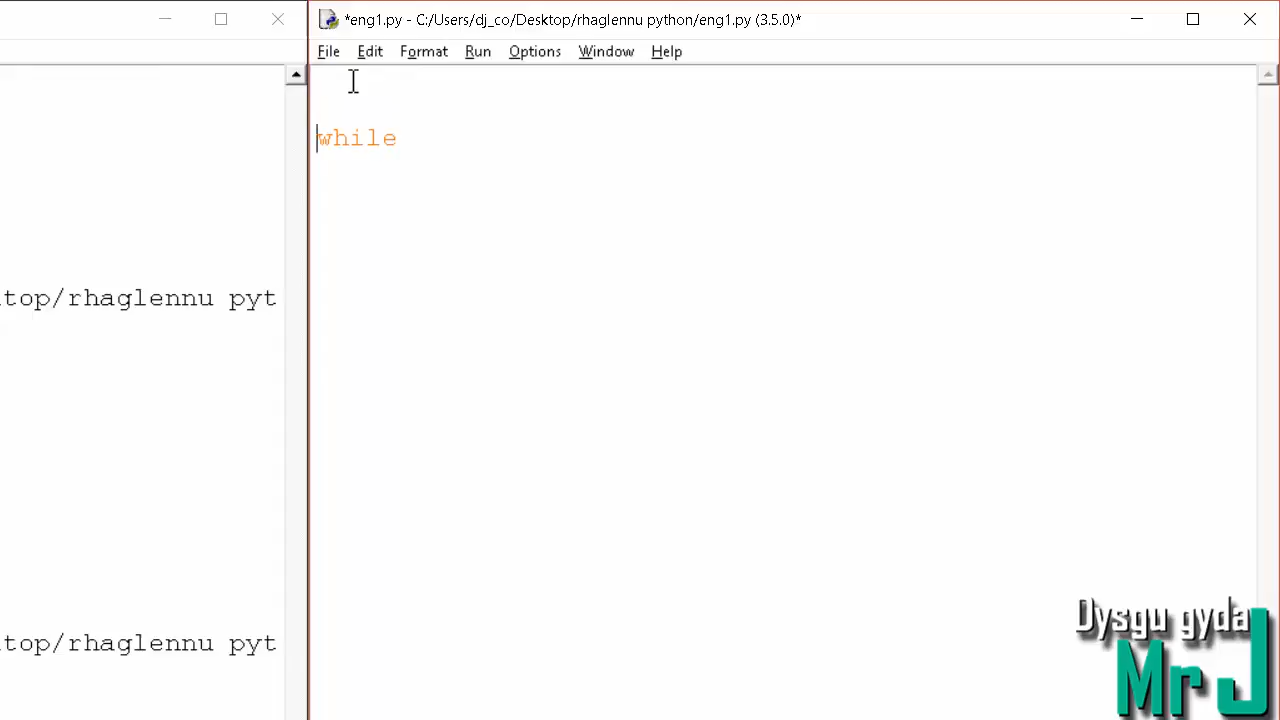 *eng1.py - C:/Users/dj_co/Desktop/rhaglennu python/eng1.py (3.5.0)*
File Edit Format Run Options Window Help
while
top/rhaglennu pyt
top/rhaglennu pyt
Dysgu gyda
Mr J